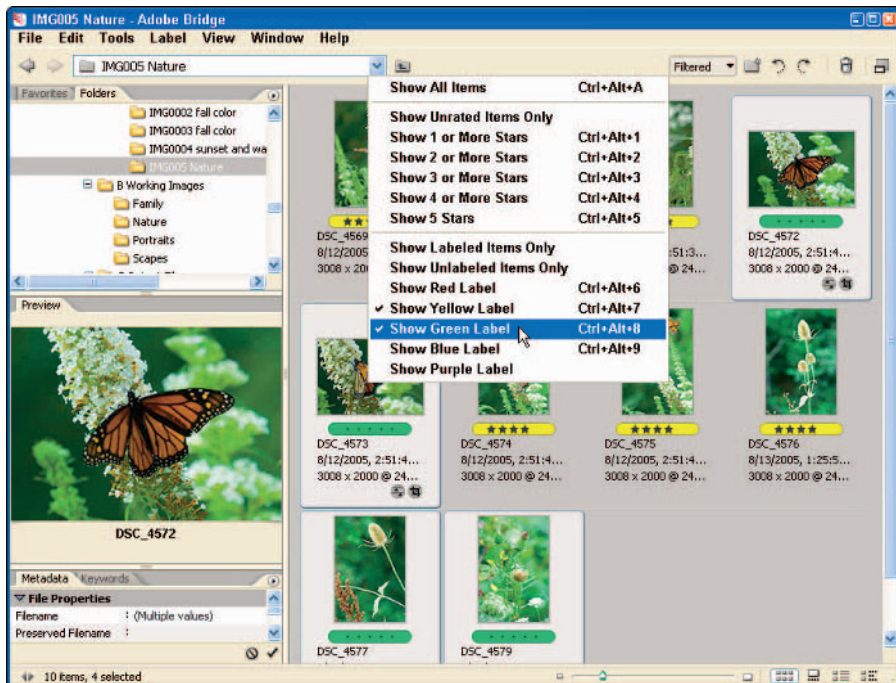 IMG005 Nature - Adobe Bridge
File Edit Tools Label View Window Help
IMG005 Nature
Filtered
Favorites Folders
IMG0002 fall color
IMG0003 fall color
IMG0004 sunset and wa
IMG005 Nature
B Working Images
Family
Nature
Portraits
Scapes
Preview
DSC_4572
Metadata Keywords
File Properties
Filename : (Multiple values)
Preserved Filename :
10 items, 4 selected
Show All Items Ctrl+Alt+A
Show Unrated Items Only
Show 1 or More Stars Ctrl+Alt+1
Show 2 or More Stars Ctrl+Alt+2
Show 3 or More Stars Ctrl+Alt+3
Show 4 or More Stars Ctrl+Alt+4
Show 5 Stars Ctrl+Alt+5
Show Labeled Items Only
Show Unlabeled Items Only
Show Red Label Ctrl+Alt+6
Show Yellow Label Ctrl+Alt+7
Show Green Label Ctrl+Alt+8
Show Blue Label Ctrl+Alt+9
Show Purple Label
DSC_4569
8/12/2005
3008 x 200
:51:3...
24...
DSC_4572
8/12/2005, 2:51:4...
3008 x 2000 @ 24...
DSC_4573
8/12/2005, 2:51:4...
3008 x 2000 @ 24...
DSC_4574
8/12/2005, 2:51:4...
3008 x 2000 @ 24...
DSC_4575
8/12/2005, 2:51:4...
3008 x 2000 @ 24...
DSC_4576
8/13/2005, 1:25:5...
3008 x 2000 @ 24...
DSC_4577
DSC_4579